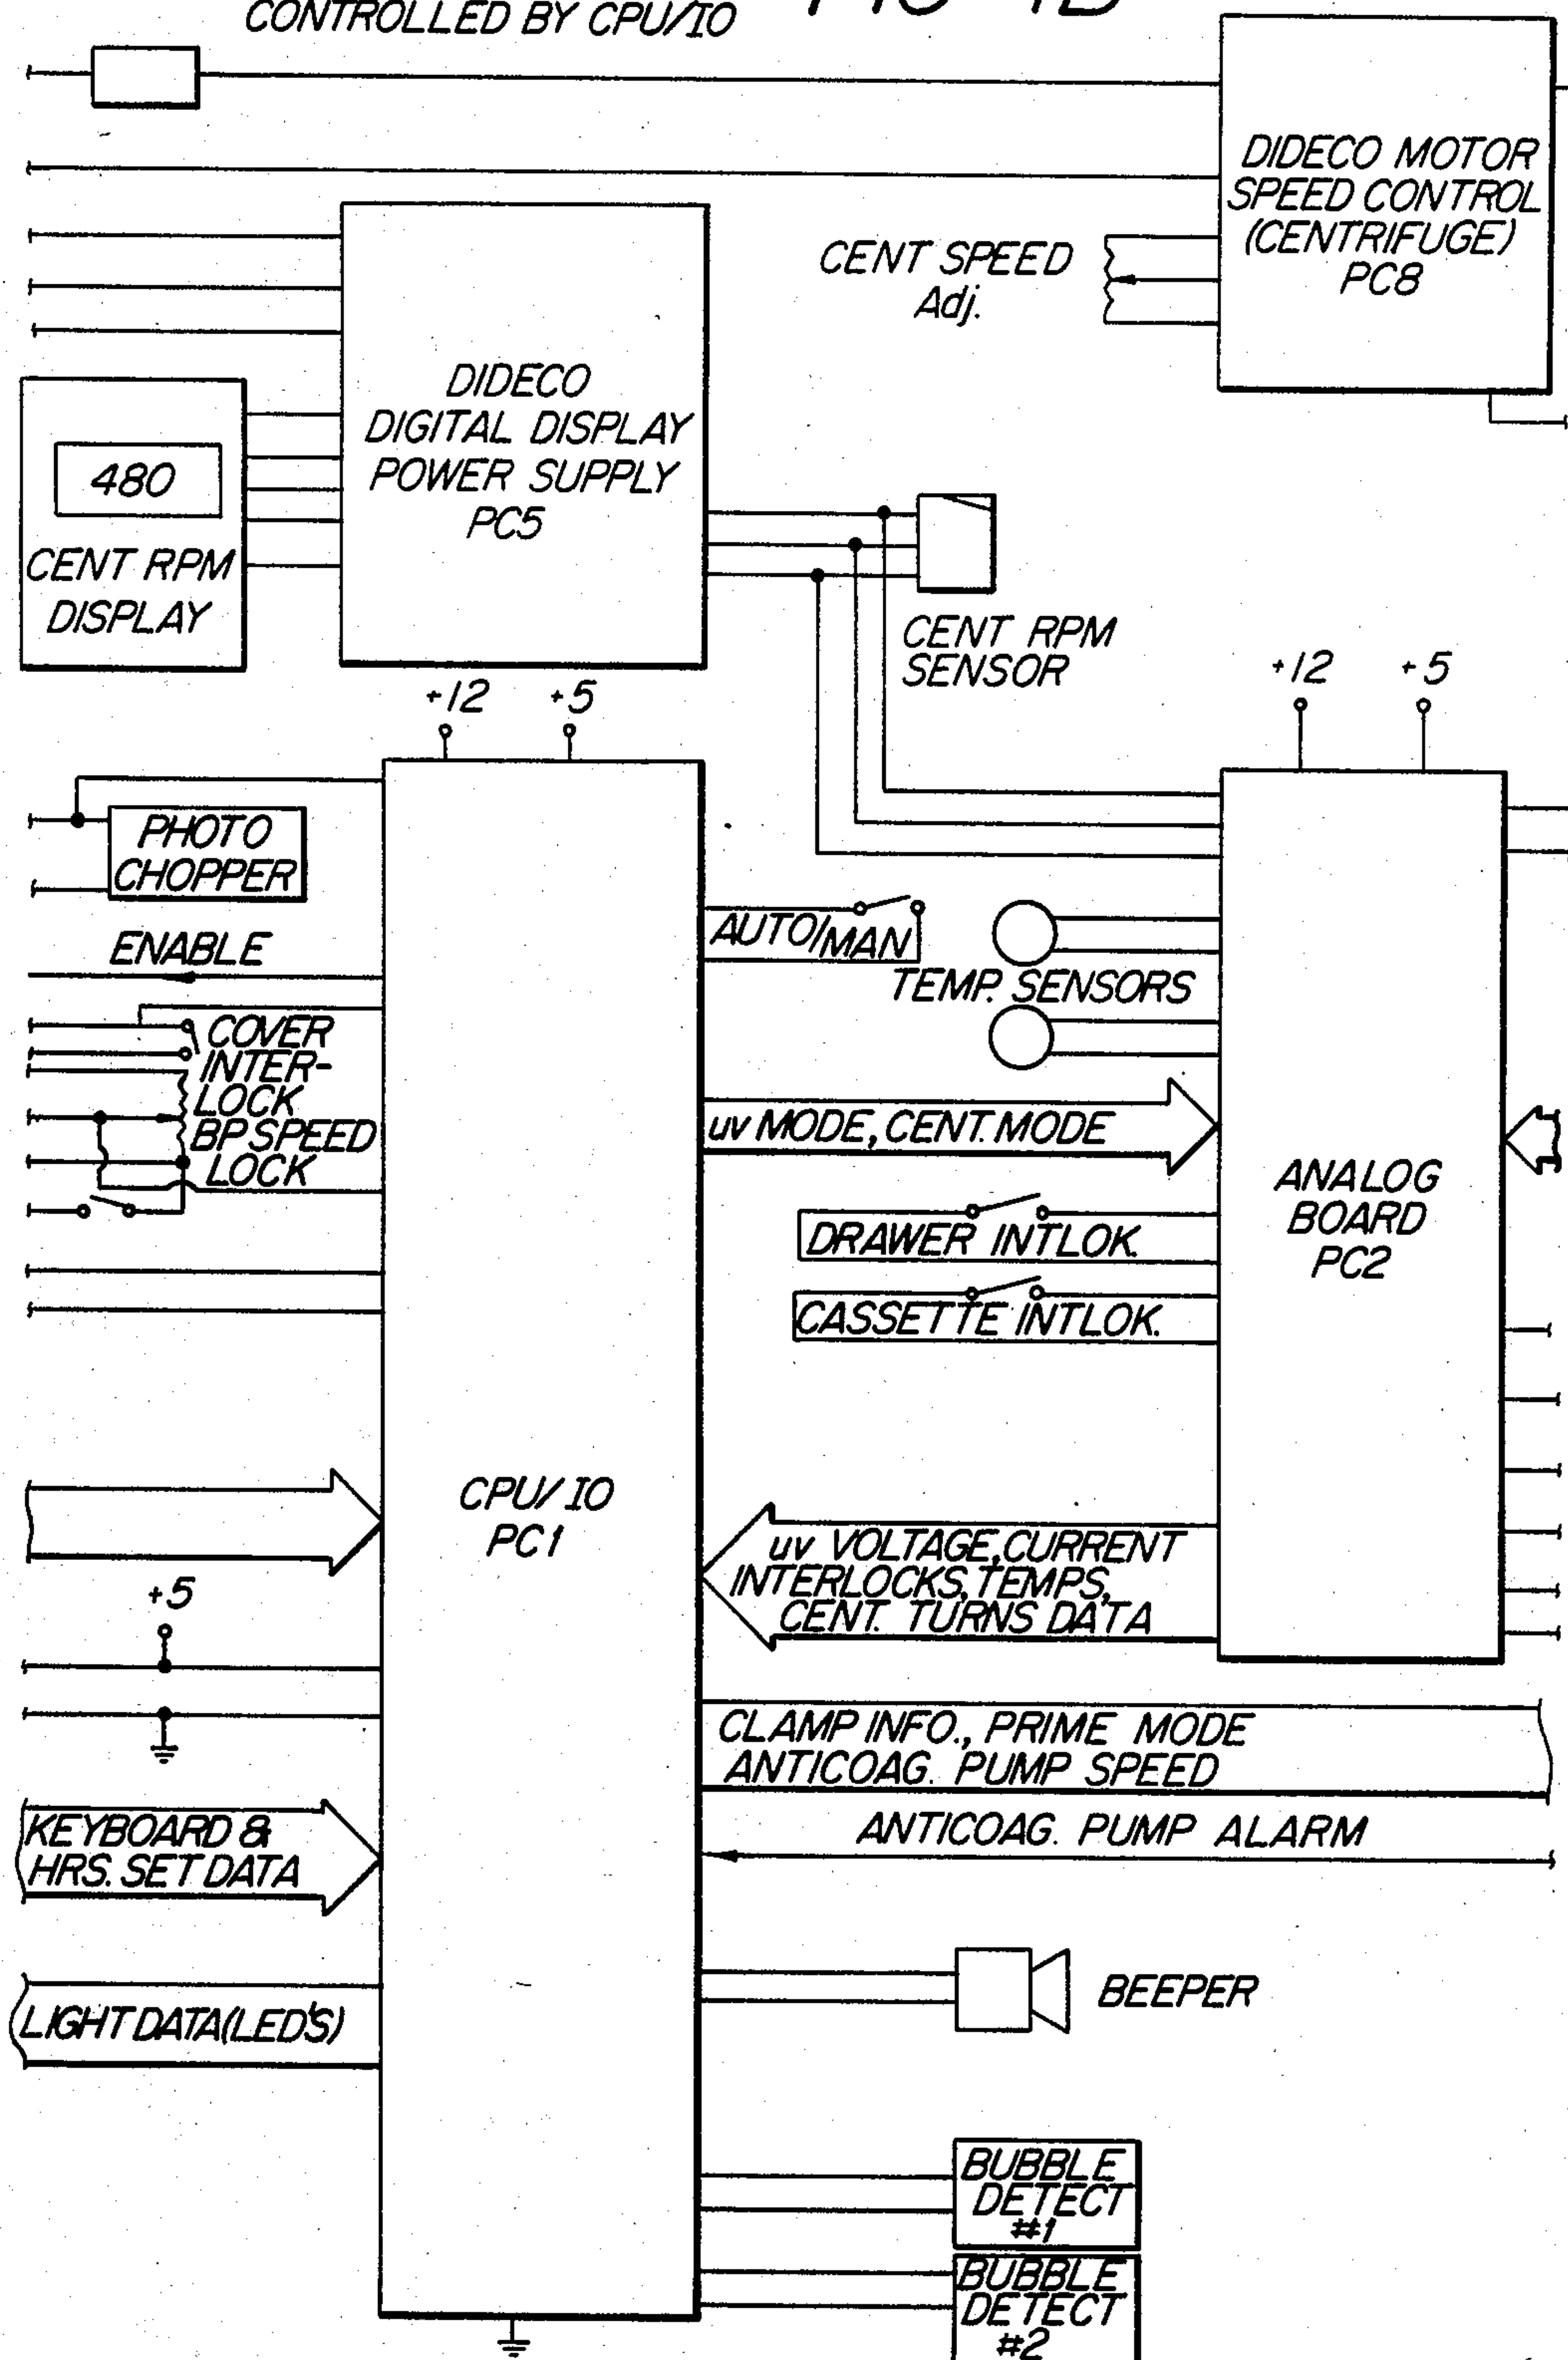 CONTROLLED BY CPU/IO
DIDECO MOTOR
SPEED CONTROL
(CENTRIFUGE)
PC8
CENT SPEED
Adj.
DIDECO
DIGITAL DISPLAY
POWER SUPPLY
PC5
480
CENT RPM
DISPLAY
CENT RPM
SENSOR
+12 +5
+12 +5
PHOTO
CHOPPER
ENABLE
COVER
INTER-
LOCK
BP SPEED
LOCK
AUTO/MAN
TEMP. SENSORS
uv MODE, CENT. MODE
DRAWER INTLOK.
CASSETTE INTLOK.
ANALOG
BOARD
PC2
CPU/IO
PC1
uv VOLTAGE, CURRENT
INTERLOCKS, TEMPS,
CENT. TURNS DATA
+5
CLAMP INFO., PRIME MODE
ANTICOAG. PUMP SPEED
ANTICOAG. PUMP ALARM
KEYBOARD &
HRS. SET DATA
LIGHT DATA (LED'S)
BEEPER
BUBBLE
DETECT
#1
BUBBLE
DETECT
#2